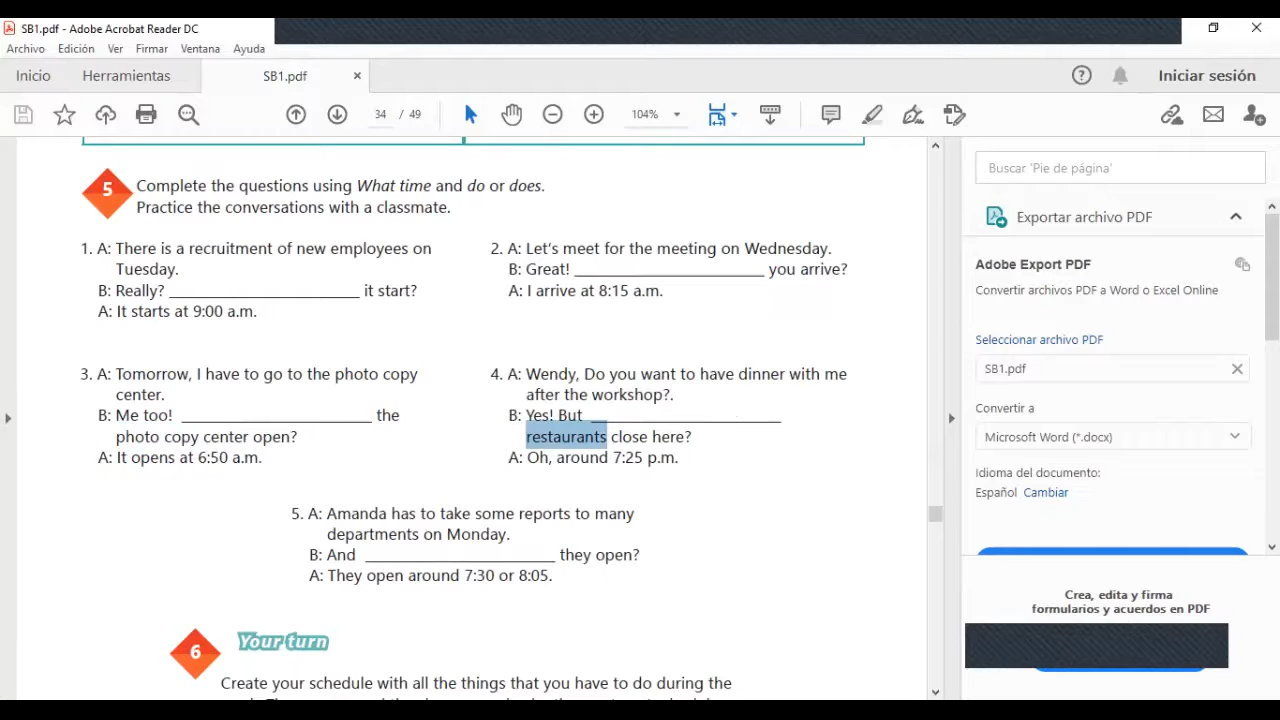 SB1.pdf - Adobe Acrobat Reader DC
Archivo Edición Ver Firmar Ventana Ayuda
Inicio Herramientas SB1.pdf × Iniciar sesión
34 / 49 104%
5 Complete the questions using What time and do or does.
Practice the conversations with a classmate.
1. A: There is a recruitment of new employees on
Tuesday.
B: Really? ____________________ it start?
A: It starts at 9:00 a.m.
2. A: Let's meet for the meeting on Wednesday.
B: Great! ____________________ you arrive?
A: I arrive at 8:15 a.m.
3. A: Tomorrow, I have to go to the photo copy
center.
B: Me too! ____________________ the
photo copy center open?
A: It opens at 6:50 a.m.
4. A: Wendy, Do you want to have dinner with me
after the workshop?.
B: Yes! But ____________________
restaurants close here?
A: Oh, around 7:25 p.m.
5. A: Amanda has to take some reports to many
departments on Monday.
B: And ____________________ they open?
A: They open around 7:30 or 8:05.
6 Your turn
Create your schedule with all the things that you have to do during the
Buscar 'Pie de página'
Exportar archivo PDF
Adobe Export PDF
Convertir archivos PDF a Word o Excel Online
Seleccionar archivo PDF
SB1.pdf ×
Convertir a
Microsoft Word (*.docx)
Idioma del documento:
Español Cambiar
Crea, edita y firma
formularios y acuerdos en PDF